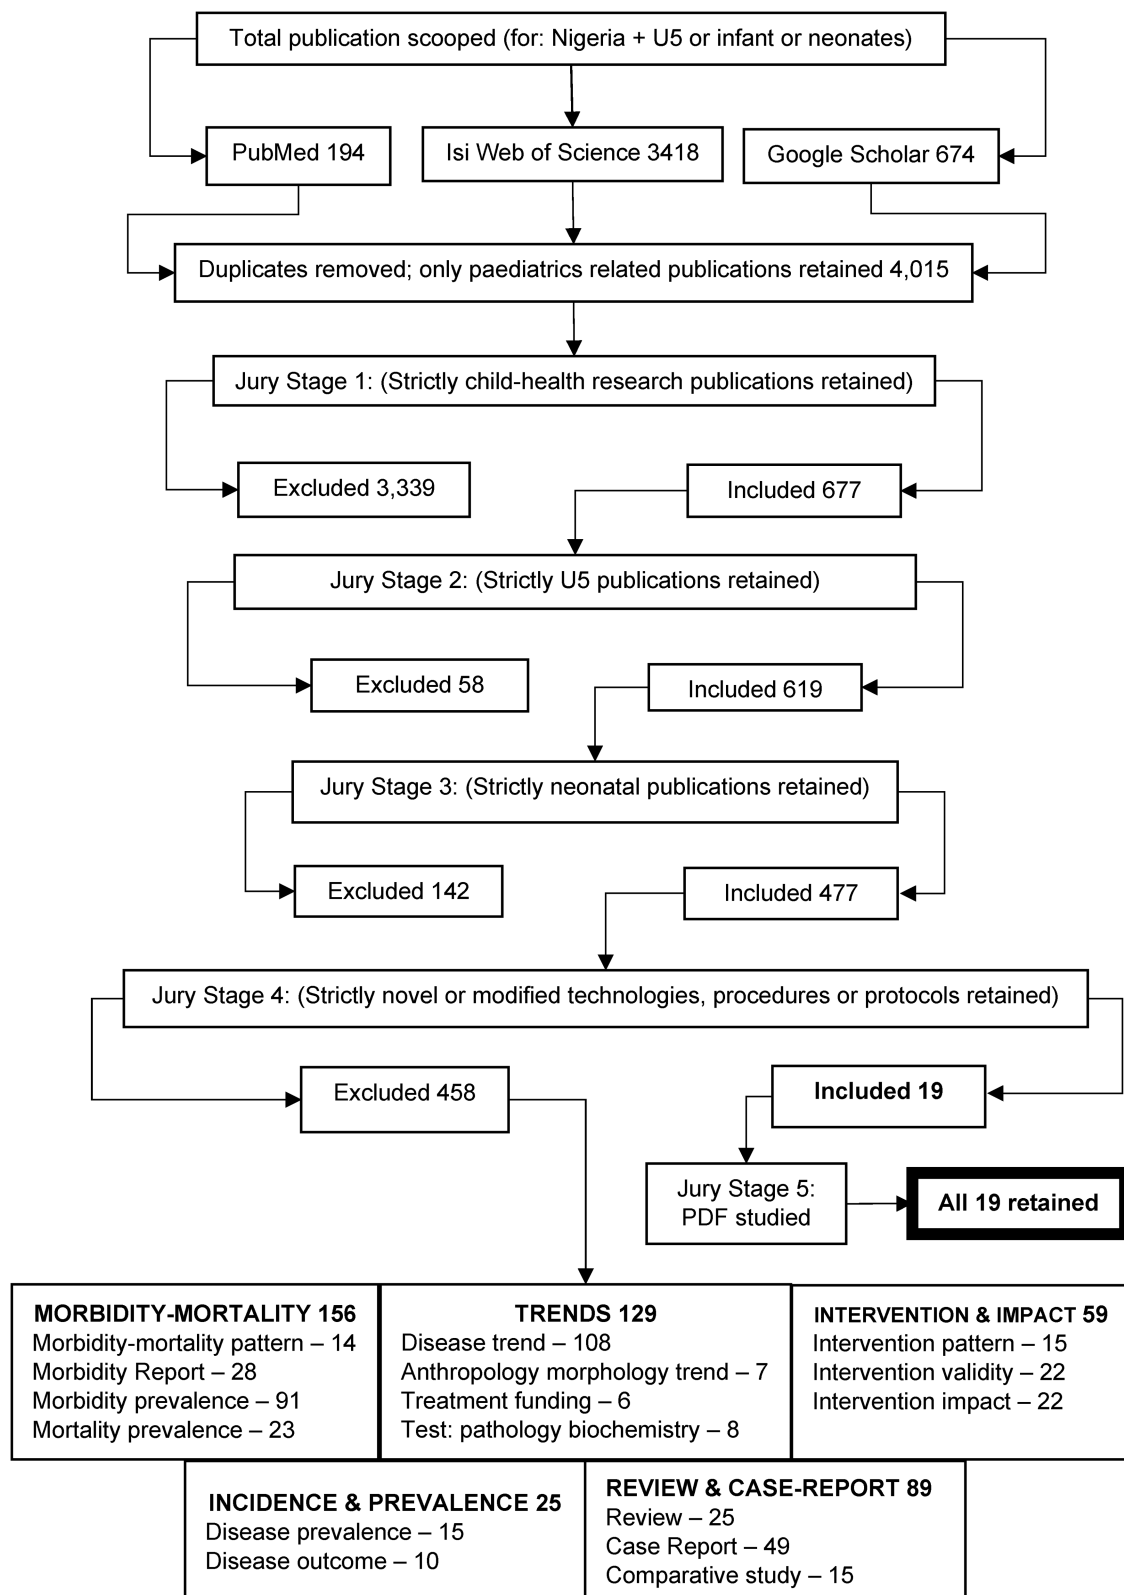 Total publication scooped (for: Nigeria + U5 or infant or neonates)
PubMed 194
Isi Web of Science 3418
Google Scholar 674
Duplicates removed; only paediatrics related publications retained 4,015
Jury Stage 1: (Strictly child-health research publications retained)
Excluded 3,339
Included 677
Jury Stage 2: (Strictly U5 publications retained)
Excluded 58
Included 619
Jury Stage 3: (Strictly neonatal publications retained)
Excluded 142
Included 477
Jury Stage 4: (Strictly novel or modified technologies, procedures or protocols retained)
Excluded 458
Included 19
Jury Stage 5:
PDF studied
All 19 retained
MORBIDITY-MORTALITY 156
Morbidity-mortality pattern – 14
Morbidity Report – 28
Morbidity prevalence – 91
Mortality prevalence – 23
TRENDS 129
Disease trend – 108
Anthropology morphology trend – 7
Treatment funding – 6
Test: pathology biochemistry – 8
INTERVENTION & IMPACT 59
Intervention pattern – 15
Intervention validity – 22
Intervention impact – 22
INCIDENCE & PREVALENCE 25
Disease prevalence – 15
Disease outcome – 10
REVIEW & CASE-REPORT 89
Review – 25
Case Report – 49
Comparative study – 15